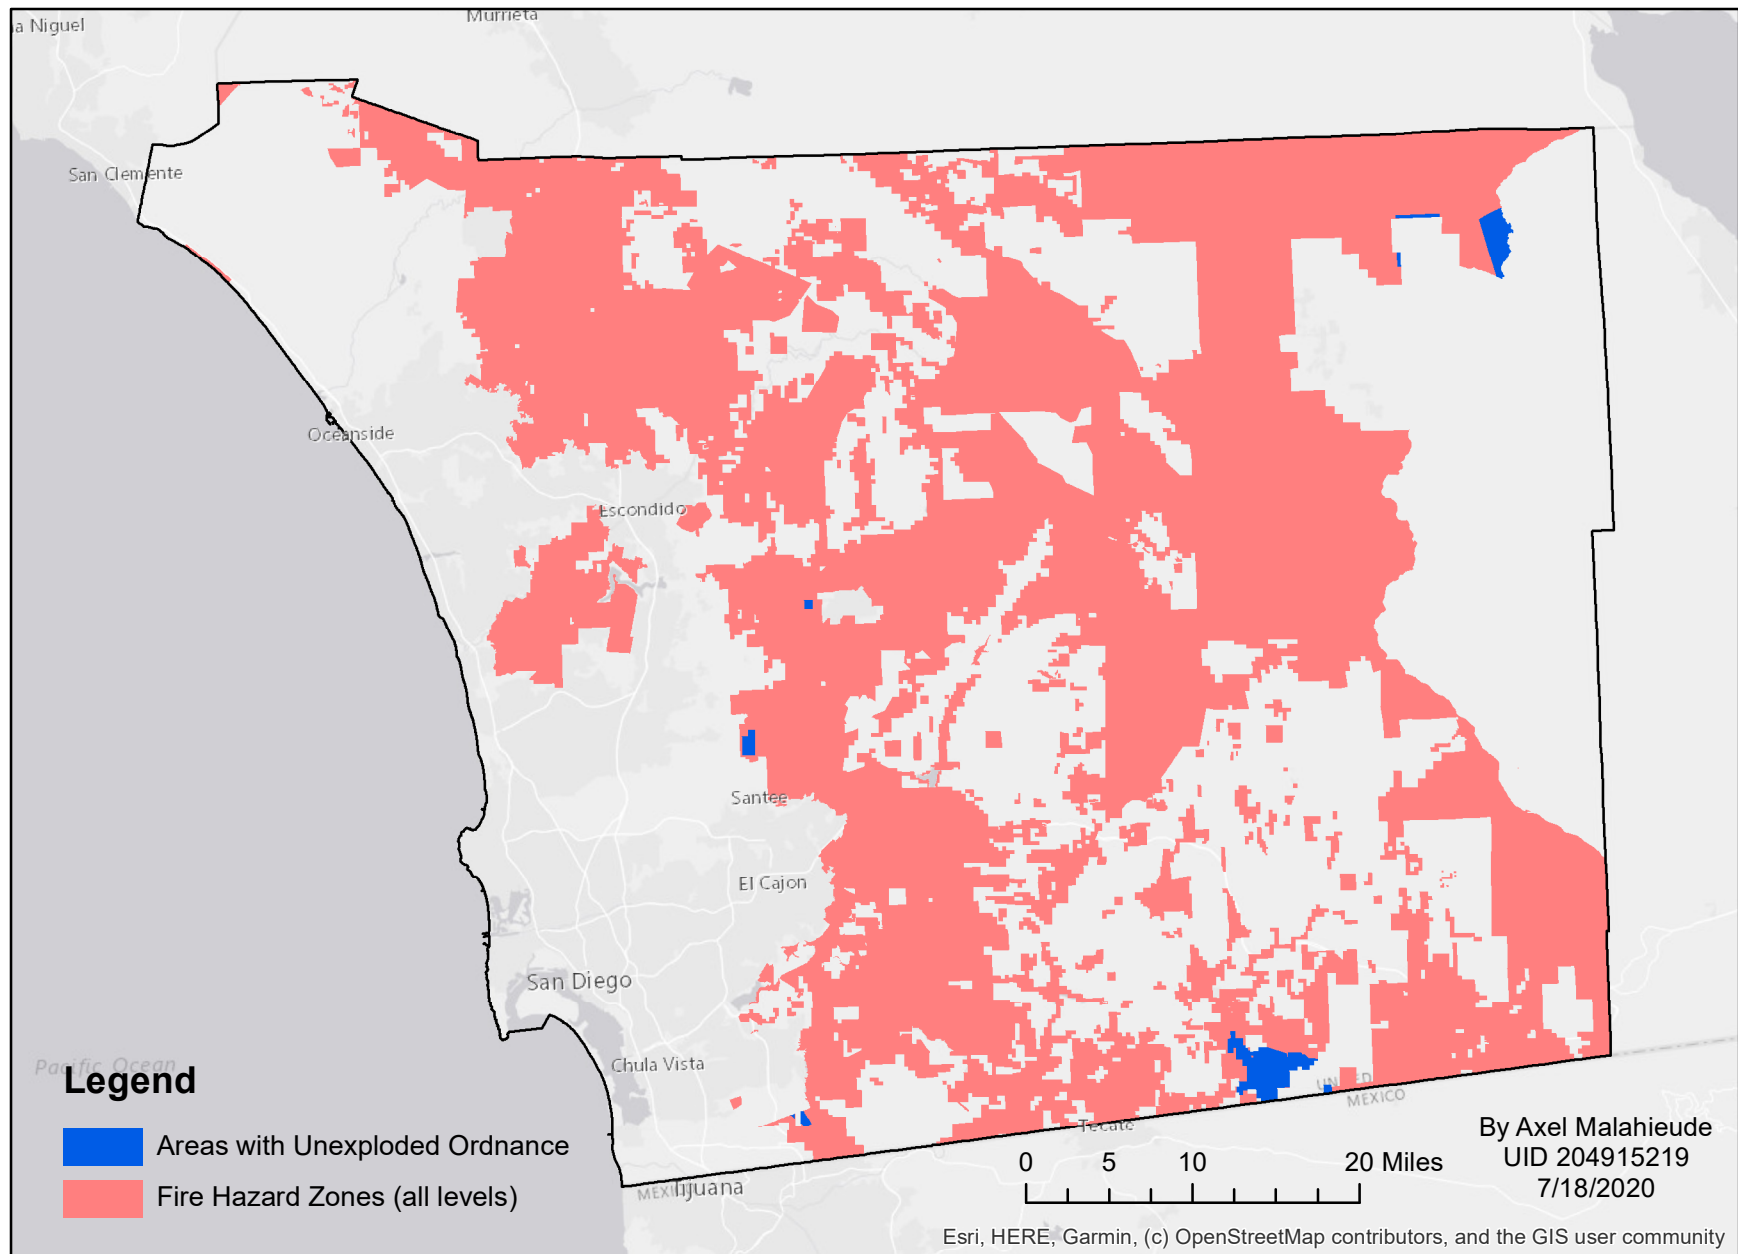 a Niguel
Murrieta
San Clemente
Oceanside
Escondido
Santee
El Cajon
San Diego
Chula Vista
Pacific Ocean
UNITED
MEXICO
Tecate
MEXICO
Tijuana
Legend
Areas with Unexploded Ordnance
Fire Hazard Zones (all levels)
0 5 10 20 Miles
By Axel Malahieude
UID 204915219
7/18/2020
Esri, HERE, Garmin, (c) OpenStreetMap contributors, and the GIS user community